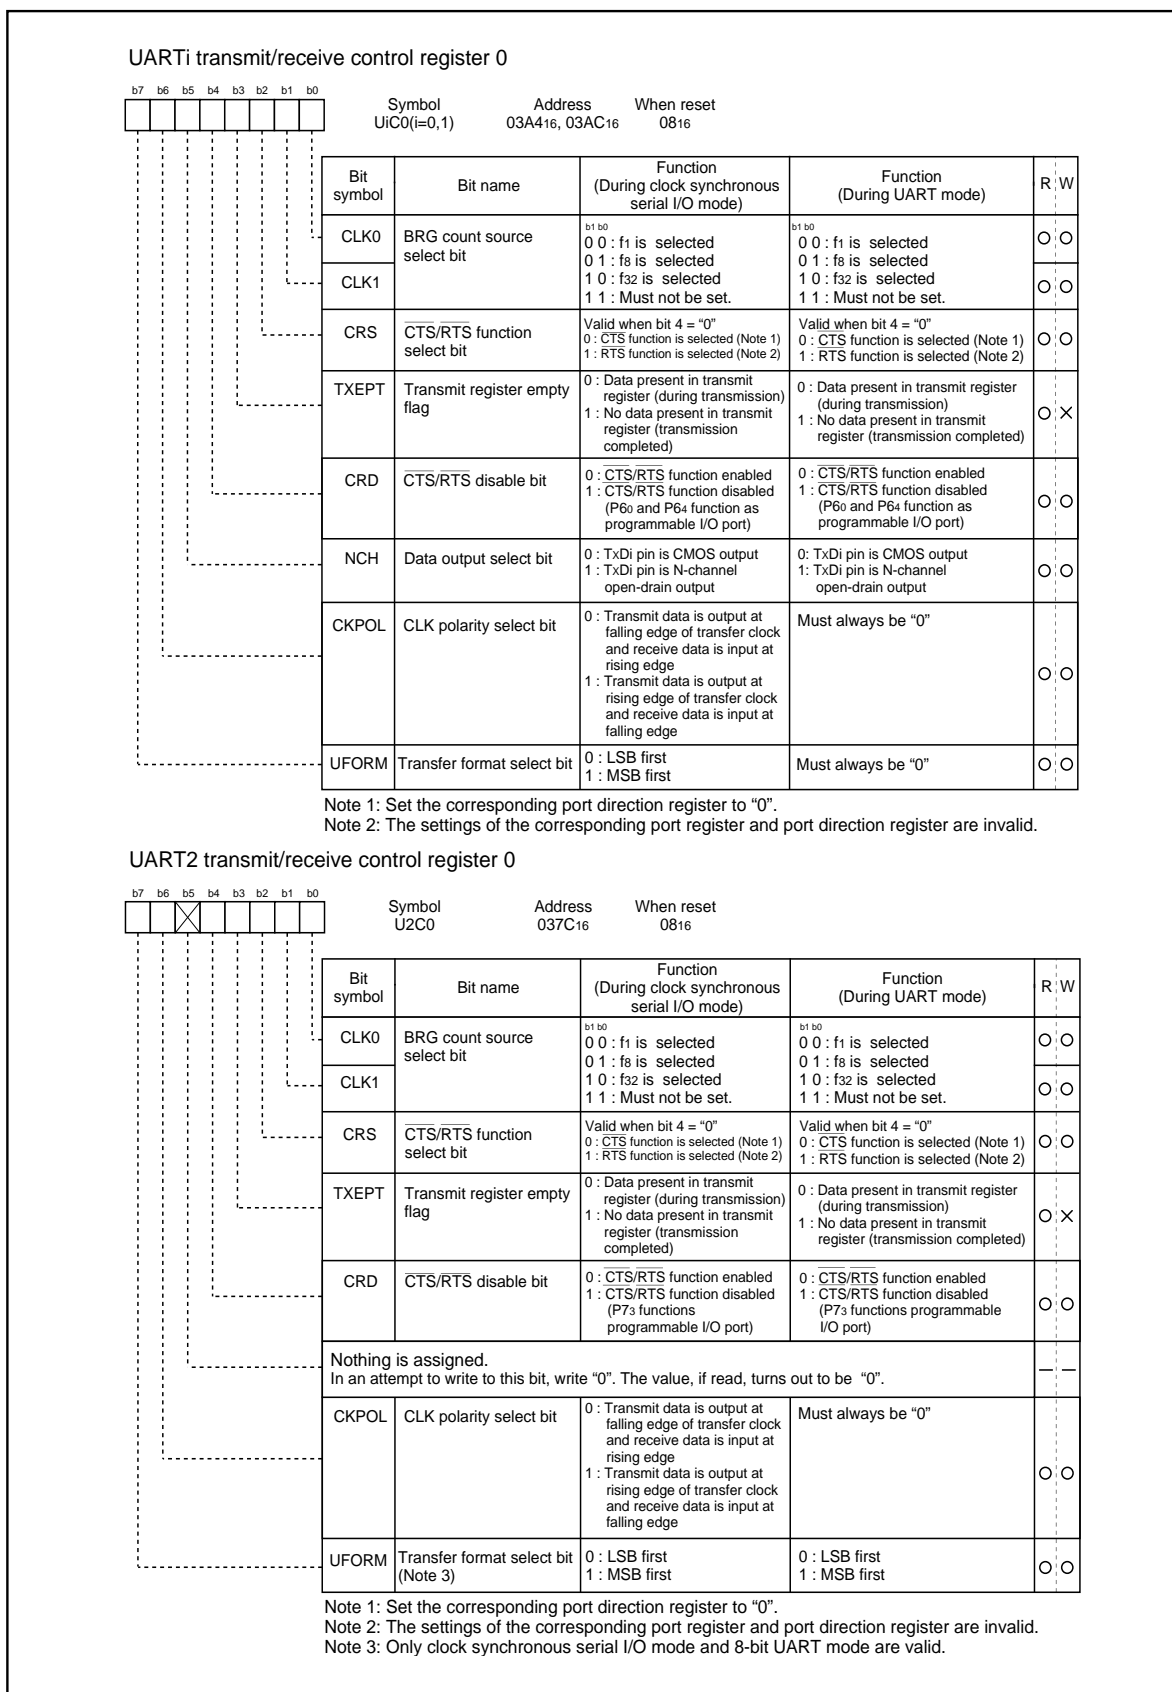 UARTi transmit/receive control register 0
b7 b6 b5 b4 b3 b2 b1 b0
Symbol Address When reset
UiC0(i=0,1) 03A416, 03AC16 0816
Bit symbol Bit name Function (During clock synchronous serial I/O mode) Function (During UART mode) R W
CLK0 BRG count source select bit
CLK1
b1 b0
0 0 : f1 is selected
0 1 : f8 is selected
1 0 : f32 is selected
1 1 : Must not be set.
b1 b0
0 0 : f1 is selected
0 1 : f8 is selected
1 0 : f32 is selected
1 1 : Must not be set.
CRS CTS/RTS function select bit
Valid when bit 4 = “0”
0 : CTS function is selected (Note 1)
1 : RTS function is selected (Note 2)
Valid when bit 4 = “0”
0 : CTS function is selected (Note 1)
1 : RTS function is selected (Note 2)
TXEPT Transmit register empty flag
0 : Data present in transmit
register (during transmission)
1 : No data present in transmit
register (transmission
completed)
0 : Data present in transmit register
(during transmission)
1 : No data present in transmit
register (transmission completed)
CRD CTS/RTS disable bit
0 : CTS/RTS function enabled
1 : CTS/RTS function disabled
(P60 and P64 function as
programmable I/O port)
0 : CTS/RTS function enabled
1 : CTS/RTS function disabled
(P60 and P64 function as
programmable I/O port)
NCH Data output select bit
0 : TxDi pin is CMOS output
1 : TxDi pin is N-channel
open-drain output
0: TxDi pin is CMOS output
1: TxDi pin is N-channel
open-drain output
CKPOL CLK polarity select bit
0 : Transmit data is output at
falling edge of transfer clock
and receive data is input at
rising edge
1 : Transmit data is output at
rising edge of transfer clock
and receive data is input at
falling edge
Must always be “0”
UFORM Transfer format select bit
0 : LSB first
1 : MSB first
Must always be “0”
Note 1: Set the corresponding port direction register to “0”.
Note 2: The settings of the corresponding port register and port direction register are invalid.
UART2 transmit/receive control register 0
b7 b6 b5 b4 b3 b2 b1 b0
Symbol Address When reset
U2C0 037C16 0816
Bit symbol Bit name Function (During clock synchronous serial I/O mode) Function (During UART mode) R W
CLK0 BRG count source select bit
CLK1
b1 b0
0 0 : f1 is selected
0 1 : f8 is selected
1 0 : f32 is selected
1 1 : Must not be set.
b1 b0
0 0 : f1 is selected
0 1 : f8 is selected
1 0 : f32 is selected
1 1 : Must not be set.
CRS CTS/RTS function select bit
Valid when bit 4 = “0”
0 : CTS function is selected (Note 1)
1 : RTS function is selected (Note 2)
Valid when bit 4 = “0”
0 : CTS function is selected (Note 1)
1 : RTS function is selected (Note 2)
TXEPT Transmit register empty flag
0 : Data present in transmit
register (during transmission)
1 : No data present in transmit
register (transmission
completed)
0 : Data present in transmit register
(during transmission)
1 : No data present in transmit
register (transmission completed)
CRD CTS/RTS disable bit
0 : CTS/RTS function enabled
1 : CTS/RTS function disabled
(P73 functions
programmable I/O port)
0 : CTS/RTS function enabled
1 : CTS/RTS function disabled
(P73 functions programmable
I/O port)
Nothing is assigned.
In an attempt to write to this bit, write “0”. The value, if read, turns out to be “0”.
CKPOL CLK polarity select bit
0 : Transmit data is output at
falling edge of transfer clock
and receive data is input at
rising edge
1 : Transmit data is output at
rising edge of transfer clock
and receive data is input at
falling edge
Must always be “0”
UFORM Transfer format select bit (Note 3)
0 : LSB first
1 : MSB first
0 : LSB first
1 : MSB first
Note 1: Set the corresponding port direction register to “0”.
Note 2: The settings of the corresponding port register and port direction register are invalid.
Note 3: Only clock synchronous serial I/O mode and 8-bit UART mode are valid.